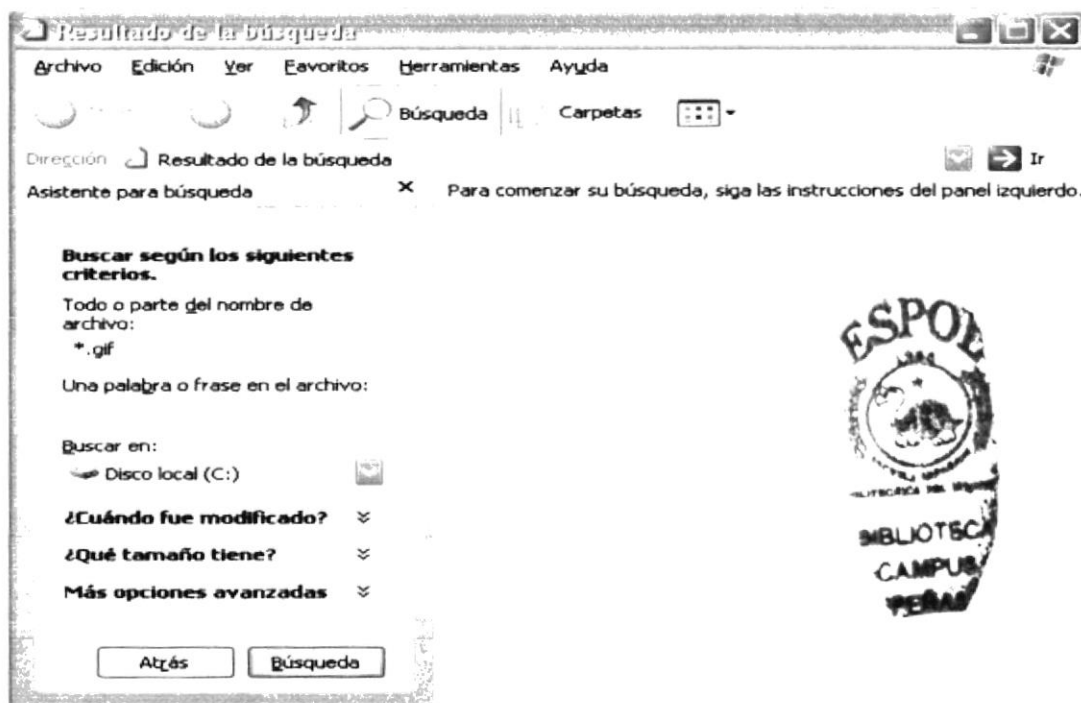 Resultado de la búsqueda
Archivo Edición Ver Favoritos Herramientas Ayuda
Búsqueda Carpetas
Dirección Resultado de la búsqueda Ir
Asistente para búsqueda Para comenzar su búsqueda, siga las instrucciones del panel izquierdo.
Buscar según los siguientes
criterios.
Todo o parte del nombre de
archivo:
*.gif
Una palabra o frase en el archivo:
Buscar en:
Disco local (C:)
¿Cuándo fue modificado?
¿Qué tamaño tiene?
Más opciones avanzadas
Atrás Búsqueda
ESPOL
BIBLIOTECA
CAMPUS
PEÑAS